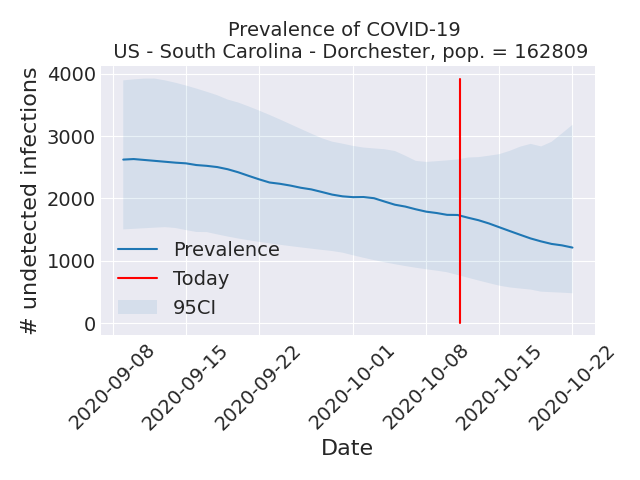 Prevalence of COVID-19
US - South Carolina - Dorchester, pop. = 162809
# undetected infections
4000
3000
2000
1000
0
Prevalence
Today
95CI
2020-09-08
2020-09-15
2020-09-22
2020-10-01
2020-10-08
2020-10-15
2020-10-22
Date